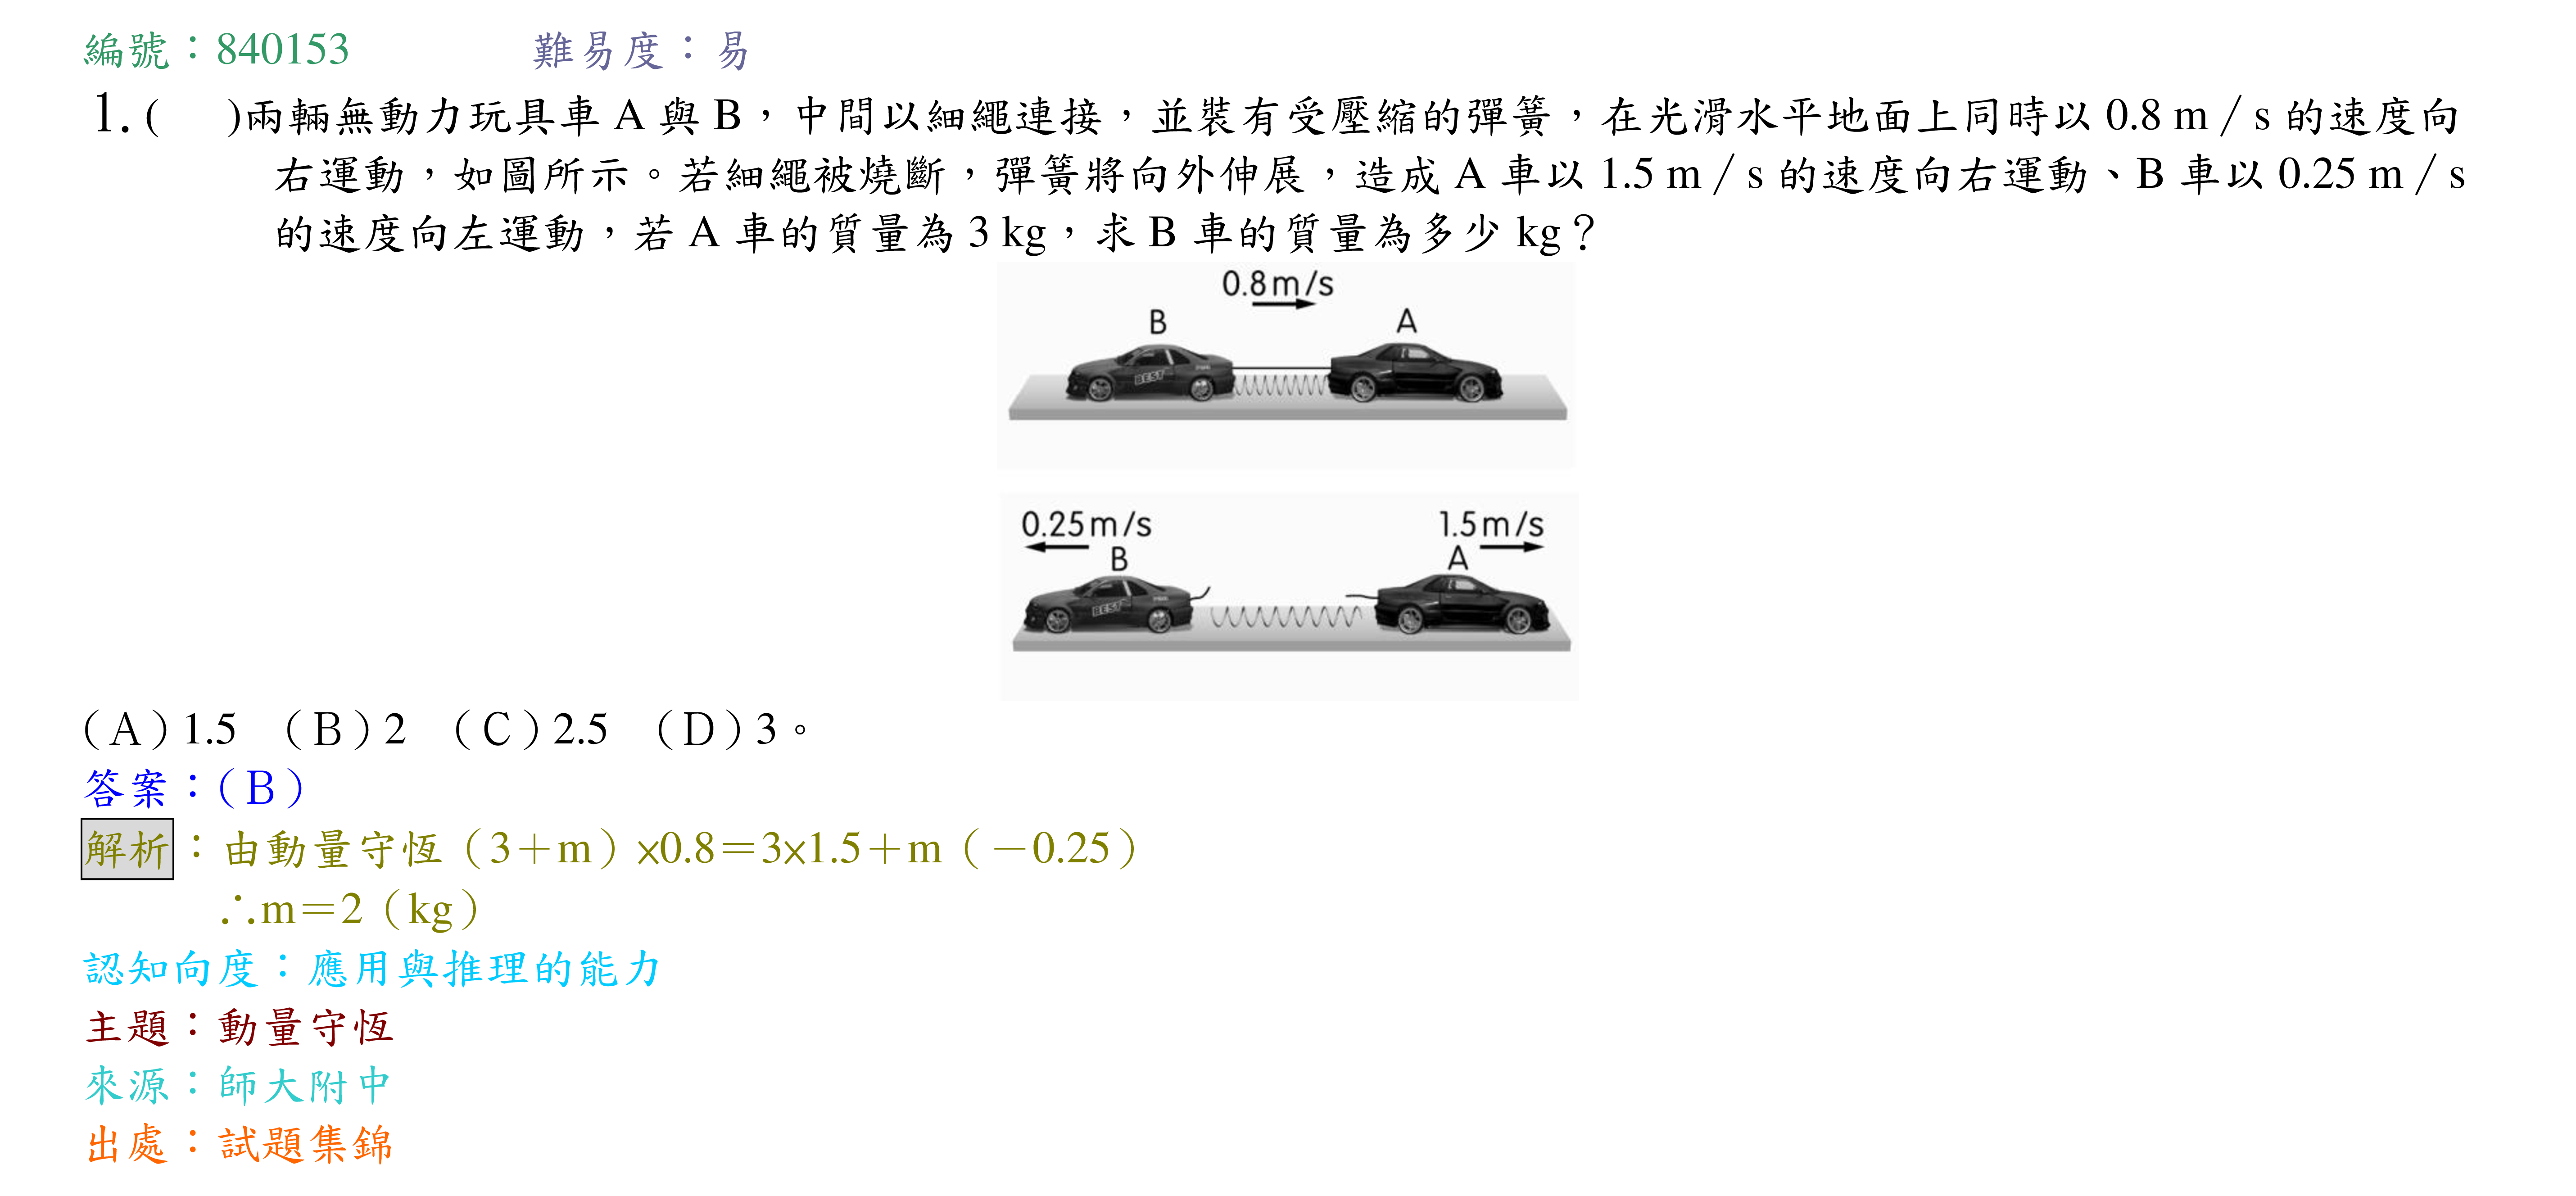 編號：840153 難易度：易
1.( )兩輛無動力玩具車 A 與 B，中間以細繩連接，並裝有受壓縮的彈簧，在光滑水平地面上同時以 0.8 m／s 的速度向
右運動，如圖所示。若細繩被燒斷，彈簧將向外伸展，造成 A 車以 1.5 m／s 的速度向右運動、B 車以 0.25 m／s
的速度向左運動，若 A 車的質量為 3 kg，求 B 車的質量為多少 kg？
0.8 m/s
B A
BEST
0.25 m/s 1.5 m/s
B A
BEST
（Ａ）1.5 （Ｂ）2 （Ｃ）2.5 （Ｄ）3。
答案：（Ｂ）
解析：由動量守恆（3＋m）×0.8＝3×1.5＋m（－0.25）
∴m＝2（kg）
認知向度：應用與推理的能力
主題：動量守恆
來源：師大附中
出處：試題集錦